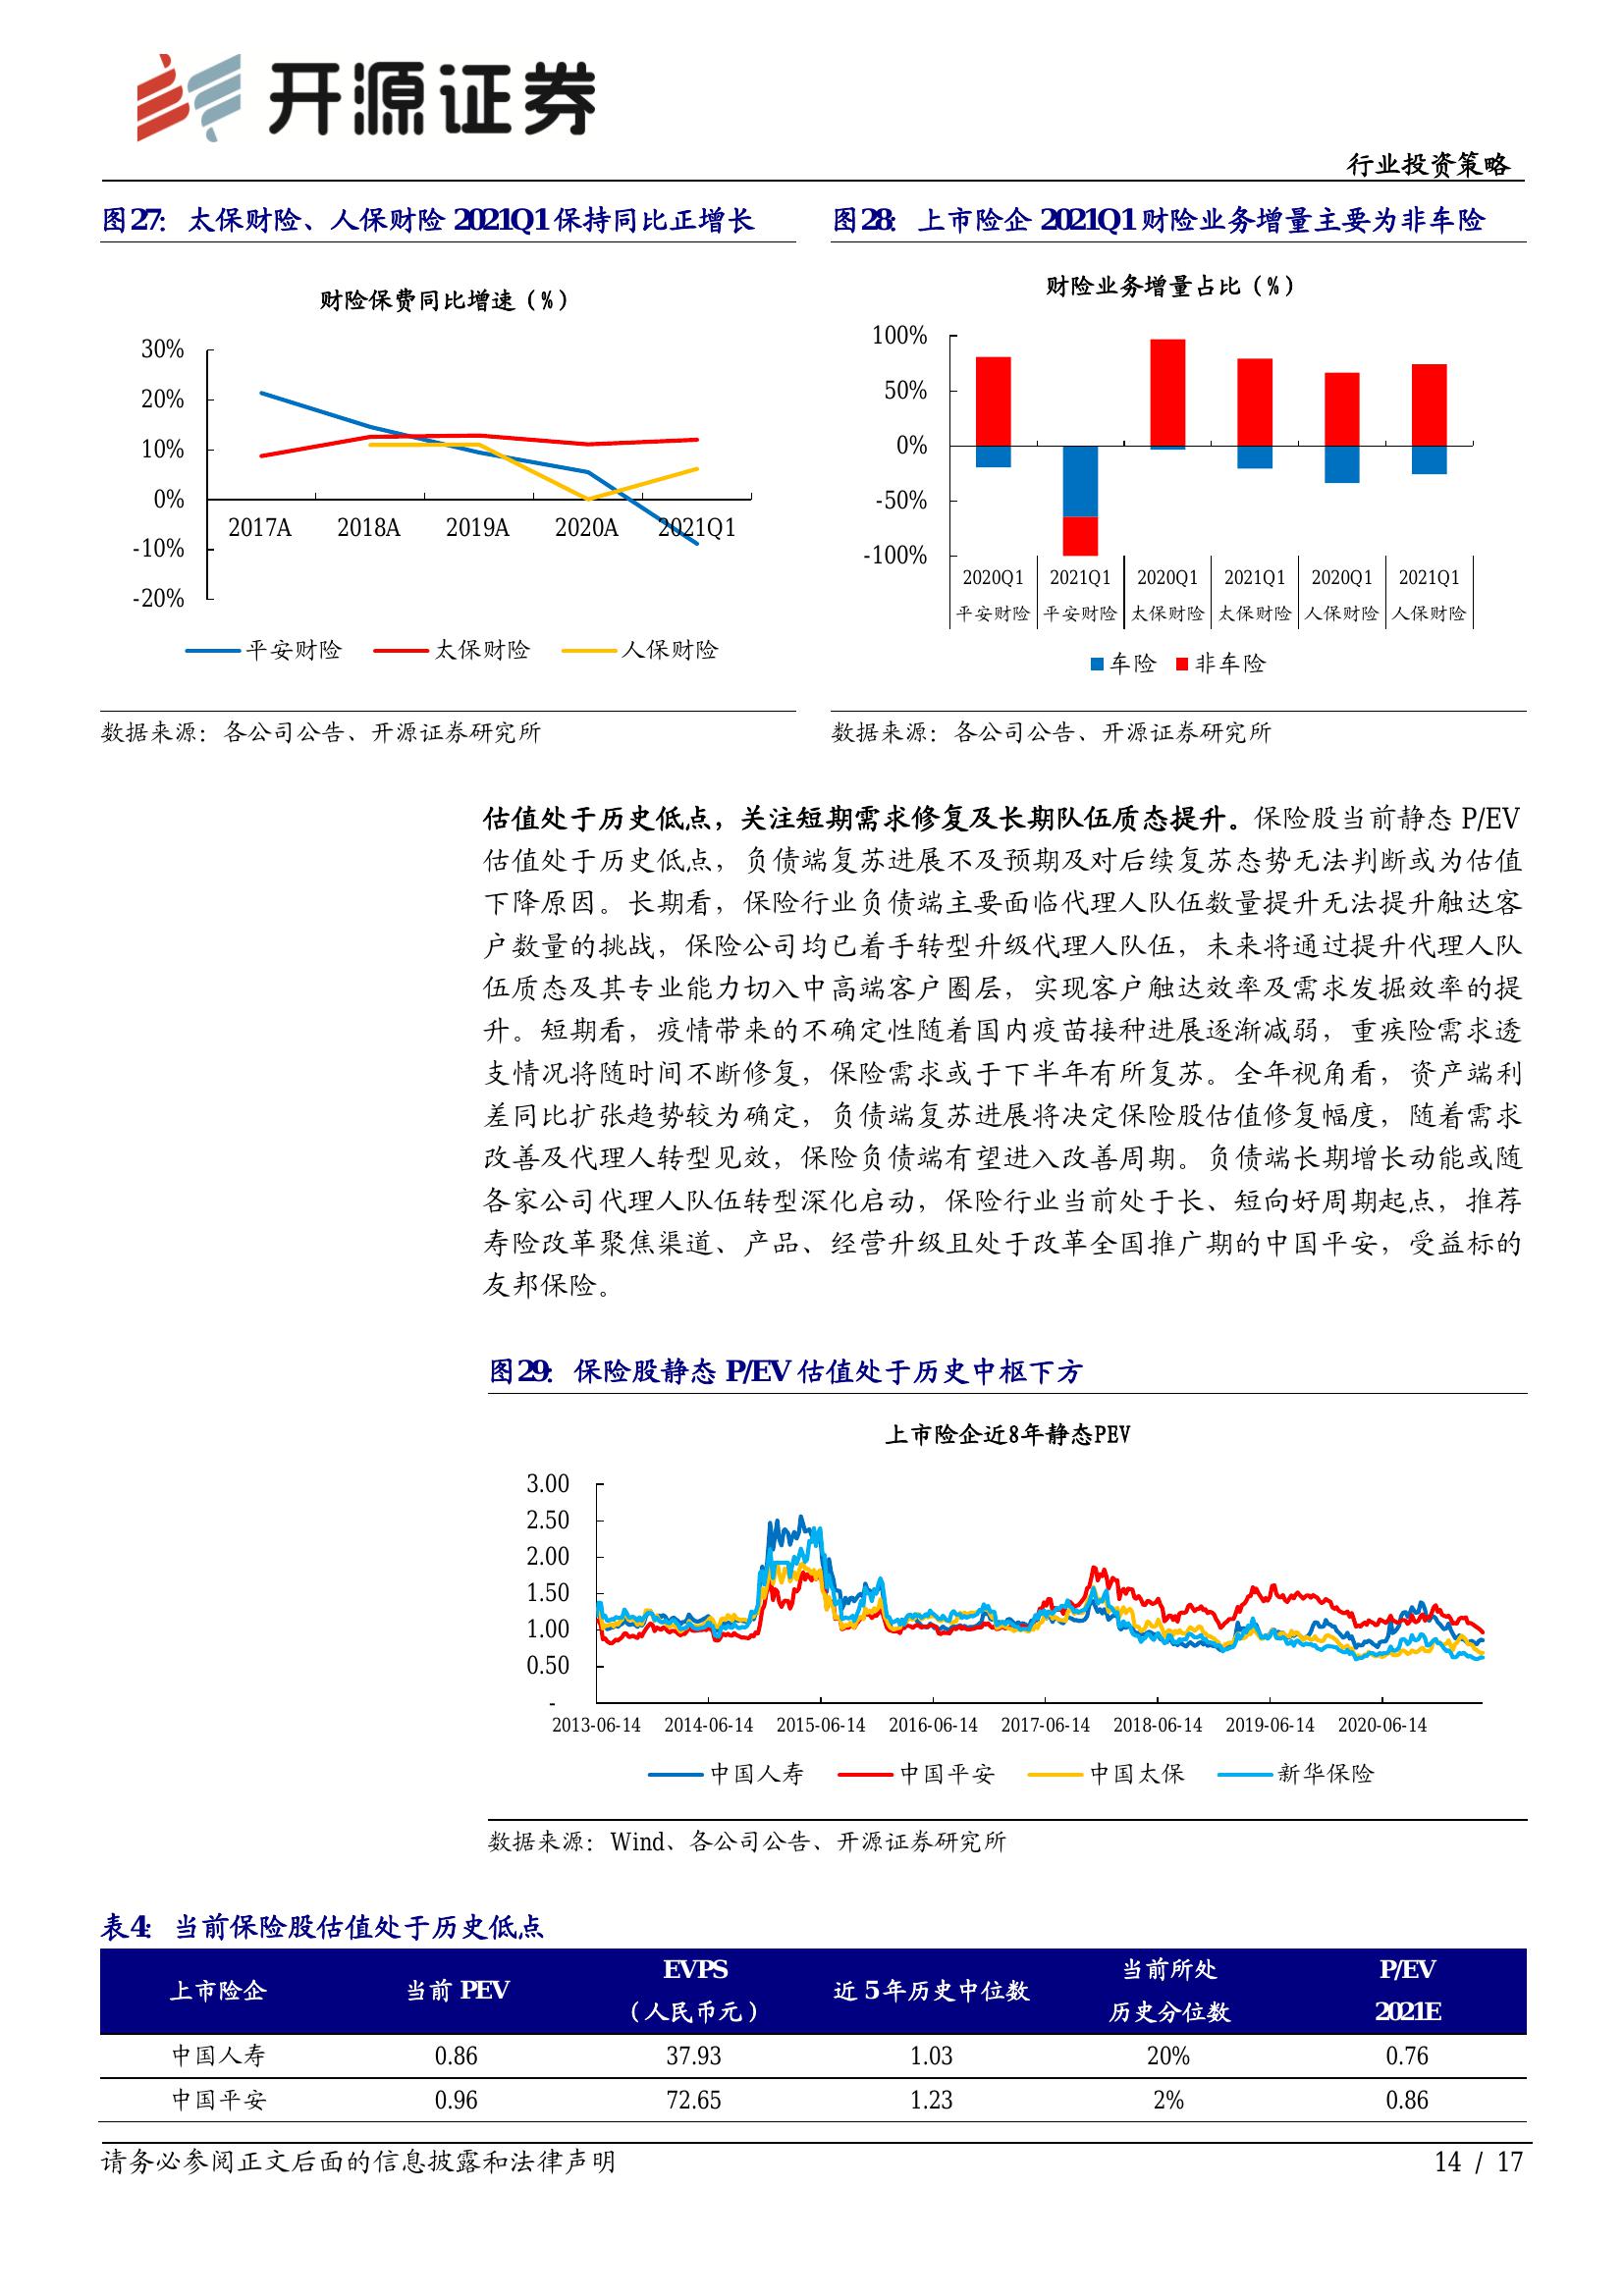 开源证券
行业投资策略
图27： 太保财险、人保财险 2021Q1 保持同比正增长
财险保费同比增速（%）
30%
20%
10%
0%
-10%
-20%
2017A 2018A 2019A 2020A 2021Q1
平安财险 太保财险 人保财险
数据来源：各公司公告、开源证券研究所
图28： 上市险企 2021Q1 财险业务增量主要为非车险
财险业务增量占比（%）
100%
50%
0%
-50%
-100%
2020Q1 2021Q1 2020Q1 2021Q1 2020Q1 2021Q1
平安财险 平安财险 太保财险 太保财险 人保财险 人保财险
车险 非车险
数据来源：各公司公告、开源证券研究所
估值处于历史低点，关注短期需求修复及长期队伍质态提升。保险股当前静态 P/EV
估值处于历史低点，负债端复苏进展不及预期及对后续复苏态势无法判断或为估值
下降原因。长期看，保险行业负债端主要面临代理人队伍数量提升无法提升触达客
户数量的挑战，保险公司均已着手转型升级代理人队伍，未来将通过提升代理人队
伍质态及其专业能力切入中高端客户圈层，实现客户触达效率及需求发掘效率的提
升。短期看，疫情带来的不确定性随着国内疫苗接种进展逐渐减弱，重疾险需求透
支情况将随时间不断修复，保险需求或于下半年有所复苏。全年视角看，资产端利
差同比扩张趋势较为确定，负债端复苏进展将决定保险股估值修复幅度，随着需求
改善及代理人转型见效，保险负债端有望进入改善周期。负债端长期增长动能或随
各家公司代理人队伍转型深化启动，保险行业当前处于长、短向好周期起点，推荐
寿险改革聚焦渠道、产品、经营升级且处于改革全国推广期的中国平安，受益标的
友邦保险。
图29： 保险股静态 P/EV 估值处于历史中枢下方
上市险企近8年静态PEV
3.00
2.50
2.00
1.50
1.00
0.50
-
2013-06-14 2014-06-14 2015-06-14 2016-06-14 2017-06-14 2018-06-14 2019-06-14 2020-06-14
中国人寿 中国平安 中国太保 新华保险
数据来源：Wind、各公司公告、开源证券研究所
表4： 当前保险股估值处于历史低点
上市险企 当前 PEV EVPS（人民币元） 近 5 年历史中位数 当前所处历史分位数 P/EV 2021E
中国人寿 0.86 37.93 1.03 20% 0.76
中国平安 0.96 72.65 1.23 2% 0.86
请务必参阅正文后面的信息披露和法律声明 14 / 17